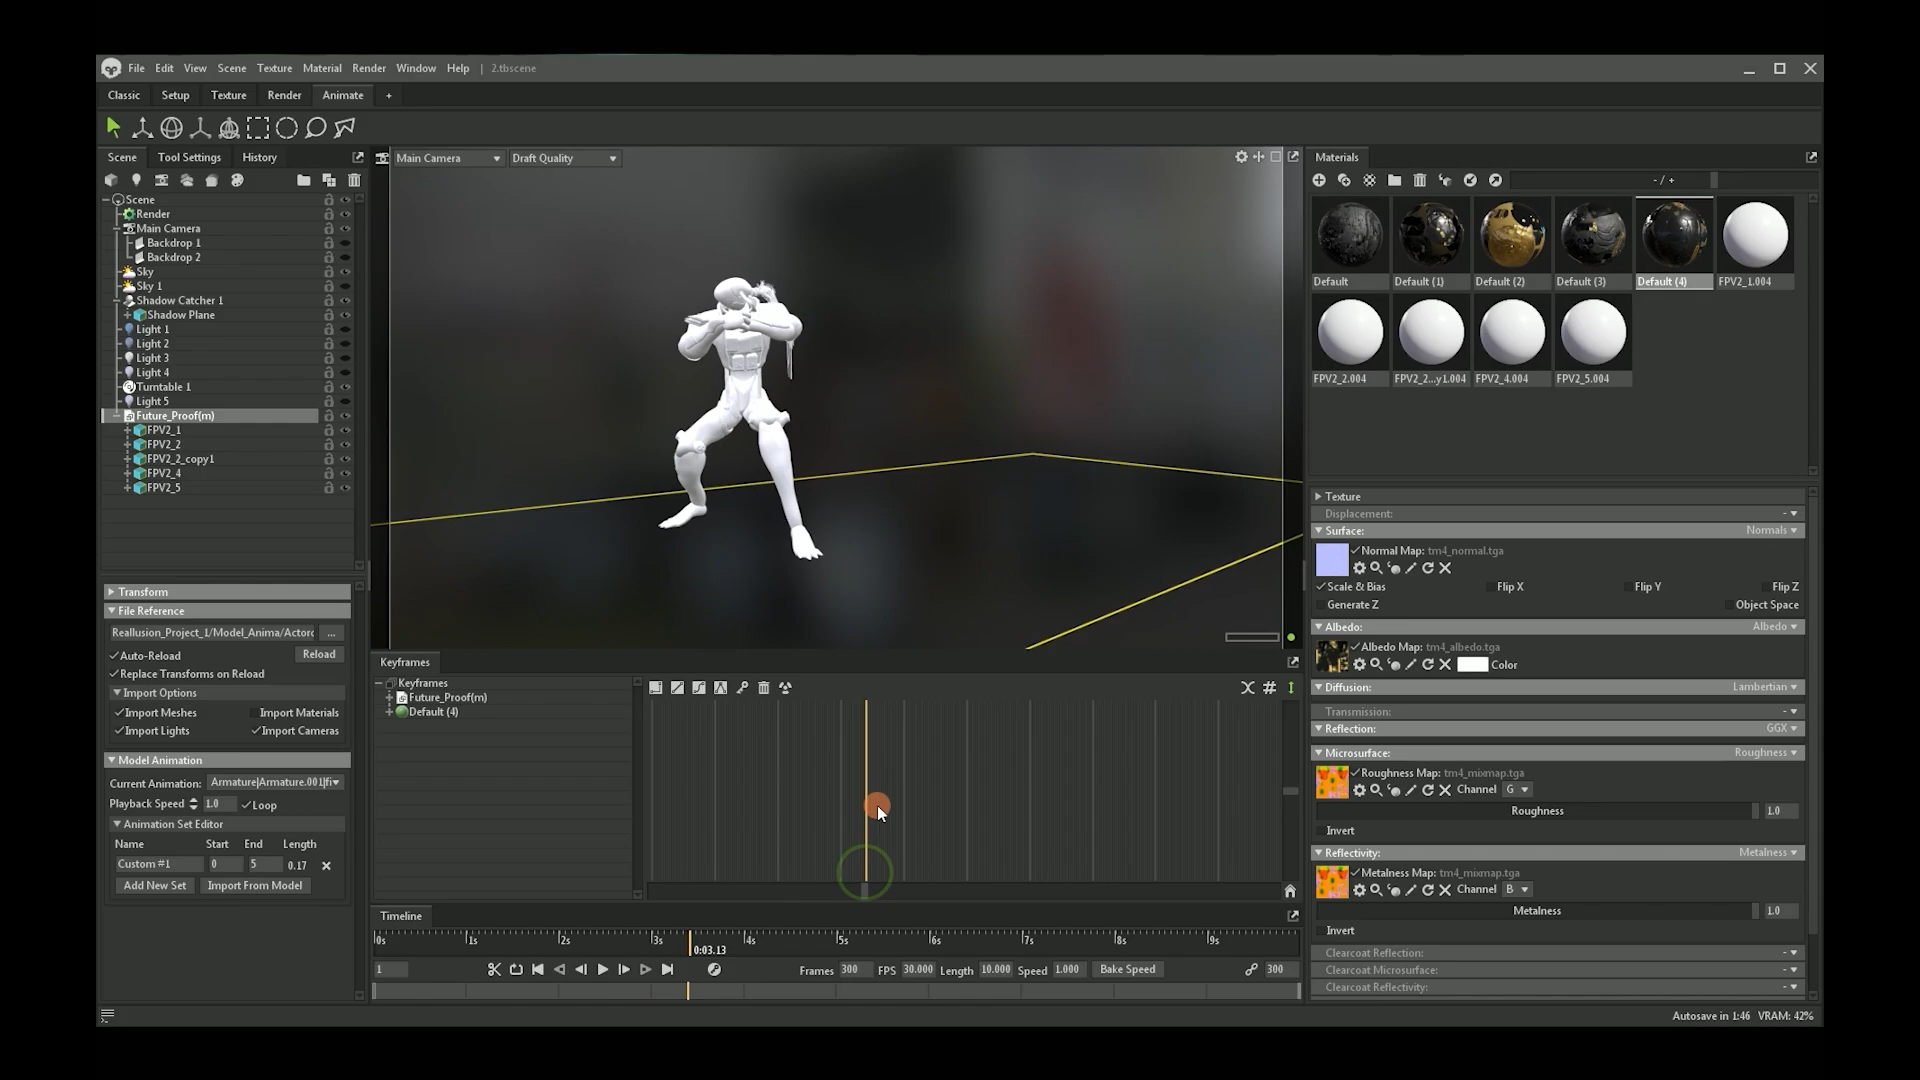 File Edit View Scene Texture Material Render Window Help | 2.tbscene
Classic Setup Texture Render Animate +
Scene Tool Settings History
Scene
Render
Main Camera
Backdrop 1
Backdrop 2
Sky
Sky 1
Shadow Catcher 1
Shadow Plane
Light 1
Light 2
Light 3
Light 4
Turntable 1
Light 5
Future_Proof(m)
FPV2_1
FPV2_2
FPV2_2_copy1
FPV2_4
FPV2_5
Transform
File Reference
Reallusion_Project_1/Model_Anima/Actorc ...
Auto-Reload Reload
Replace Transforms on Reload
Import Options
Import Meshes Import Materials
Import Lights Import Cameras
Model Animation
Current Animation: Armature|Armature.001|fi
Playback Speed 1.0 Loop
Animation Set Editor
Name Start End Length
Custom #1 0 5 0.17
Add New Set Import From Model
Main Camera Draft Quality
Keyframes
Keyframes
Future_Proof(m)
Default (4)
Timeline
0s 1s 2s 3s 4s 5s 6s 7s 8s 9s
0:03.13
1 Frames 300 FPS 30.000 Length 10.000 Speed 1.000 Bake Speed 300
Materials
- / +
Default Default (1) Default (2) Default (3) Default (4) FPV2_1.004
FPV2_2.004 FPV2_2...y1.004 FPV2_4.004 FPV2_5.004
Texture
Displacement: -
Surface: Normals
Normal Map: tm4_normal.tga
Scale & Bias Flip X Flip Y Flip Z
Generate Z Object Space
Albedo: Albedo
Albedo Map: tm4_albedo.tga
Color
Diffusion: Lambertian
Transmission: -
Reflection: GGX
Microsurface: Roughness
Roughness Map: tm4_mixmap.tga
Channel G
Roughness 1.0
Invert
Reflectivity: Metalness
Metalness Map: tm4_mixmap.tga
Channel B
Metalness 1.0
Invert
Clearcoat Reflection: -
Clearcoat Microsurface: -
Clearcoat Reflectivity: -
Autosave in 1:46 VRAM: 42%